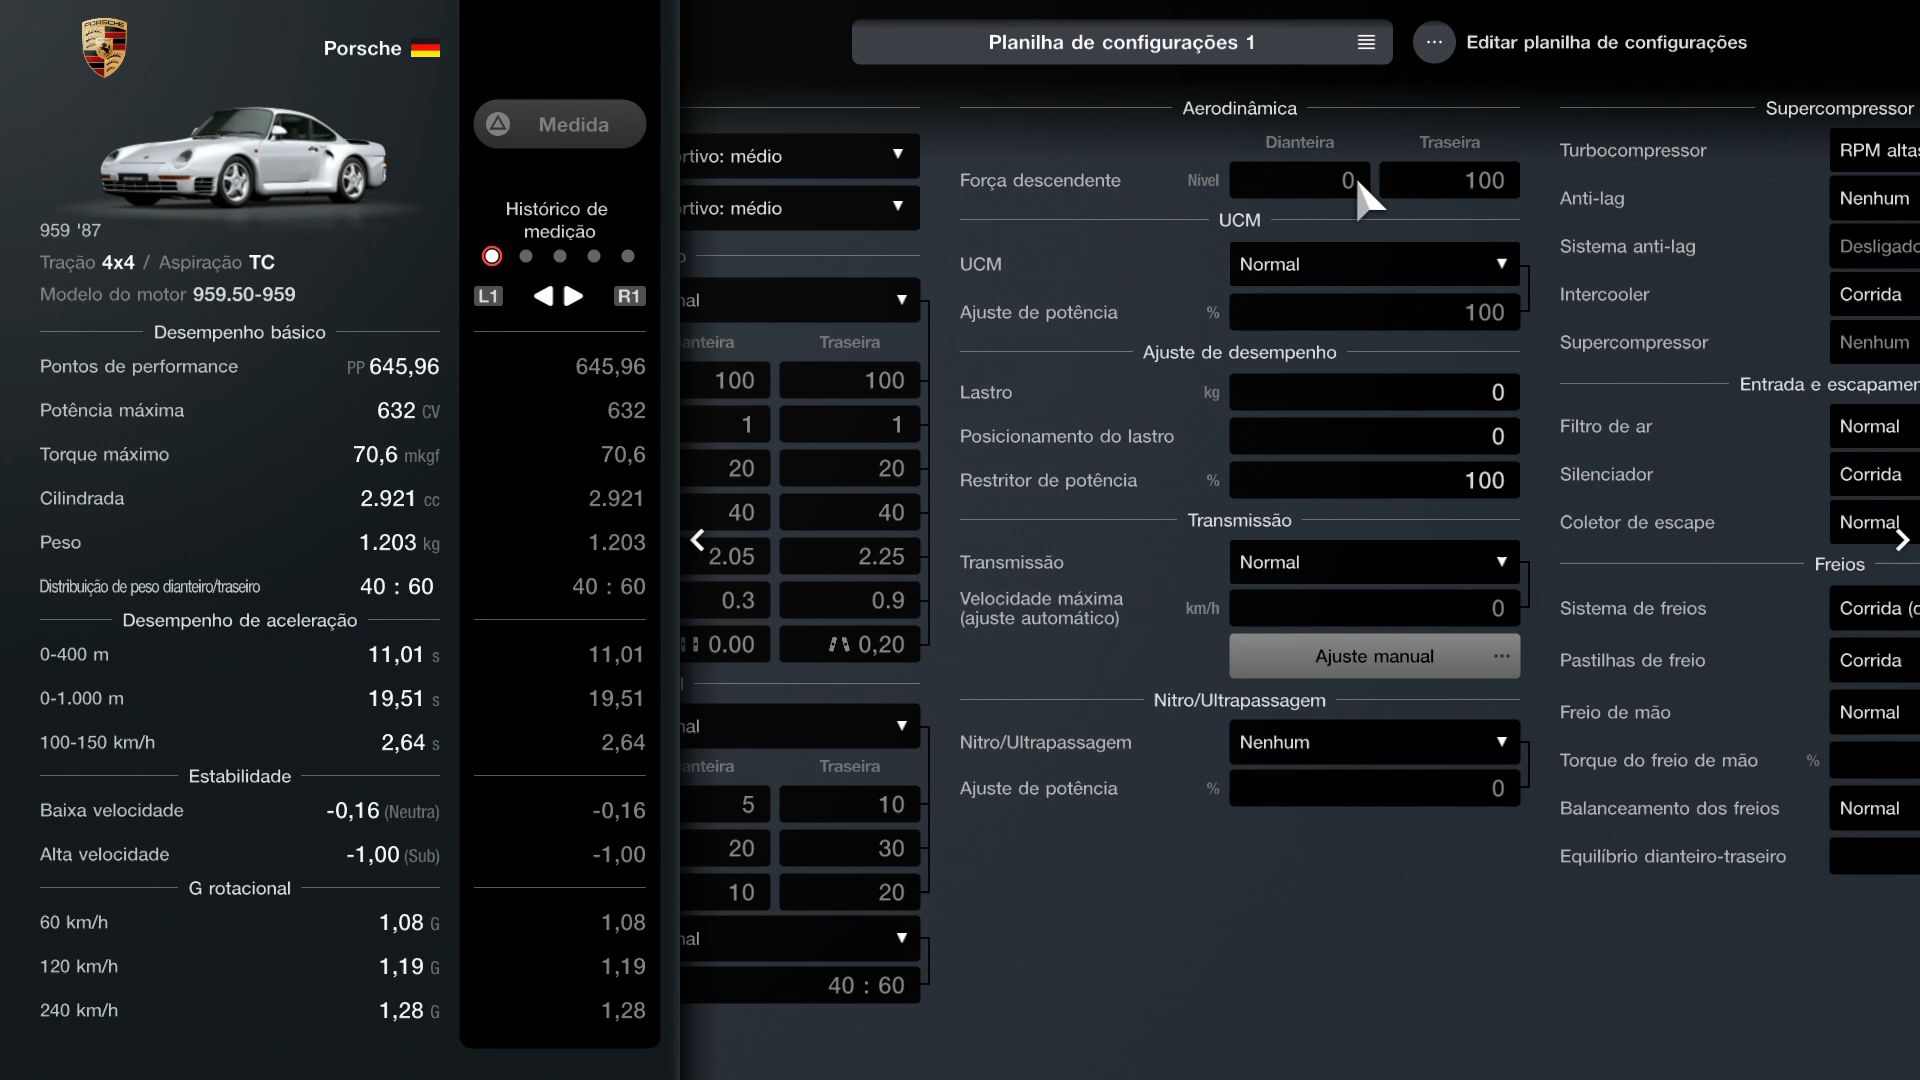 PORSCHE
Porsche
959 '87
Tração 4x4 / Aspiração TC
Modelo do motor 959.50-959
Desempenho básico
Pontos de performance PP 645,96
Potência máxima 632 CV
Torque máximo 70,6 mkgf
Cilindrada 2.921 cc
Peso 1.203 kg
Distribuição de peso dianteiro/traseiro 40 : 60
Desempenho de aceleração
0-400 m 11,01 s
0-1.000 m 19,51 s
100-150 km/h 2,64 s
Estabilidade
Baixa velocidade -0,16 (Neutra)
Alta velocidade -1,00 (Sub)
G rotacional
60 km/h 1,08 G
120 km/h 1,19 G
240 km/h 1,28 G
Medida
Histórico de
medição
L1 R1
645,96
632
70,6
2.921
1.203
40 : 60
11,01
19,51
2,64
-0,16
-1,00
1,08
1,19
1,28
Planilha de configurações 1
Editar planilha de configurações
rtivo: médio
rtivo: médio
o
nal
anteira Traseira
100 100
1 1
20 20
40 40
2.05 2.25
0.3 0.9
0.00 0,20
l
nal
anteira Traseira
5 10
20 30
10 20
nal
40 : 60
Aerodinâmica
Dianteira Traseira
Força descendente Nível 0 100
UCM
UCM Normal
Ajuste de potência % 100
Ajuste de desempenho
Lastro kg 0
Posicionamento do lastro 0
Restritor de potência % 100
Transmissão
Transmissão Normal
Velocidade máxima
(ajuste automático) km/h 0
Ajuste manual ...
Nitro/Ultrapassagem
Nitro/Ultrapassagem Nenhum
Ajuste de potência % 0
Supercompressor
Turbocompressor RPM altas
Anti-lag Nenhum
Sistema anti-lag Desligado
Intercooler Corrida
Supercompressor Nenhum
Entrada e escapamen
Filtro de ar Normal
Silenciador Corrida
Coletor de escape Normal
Freios
Sistema de freios Corrida (d
Pastilhas de freio Corrida
Freio de mão Normal
Torque do freio de mão %
Balanceamento dos freios Normal
Equilíbrio dianteiro-traseiro